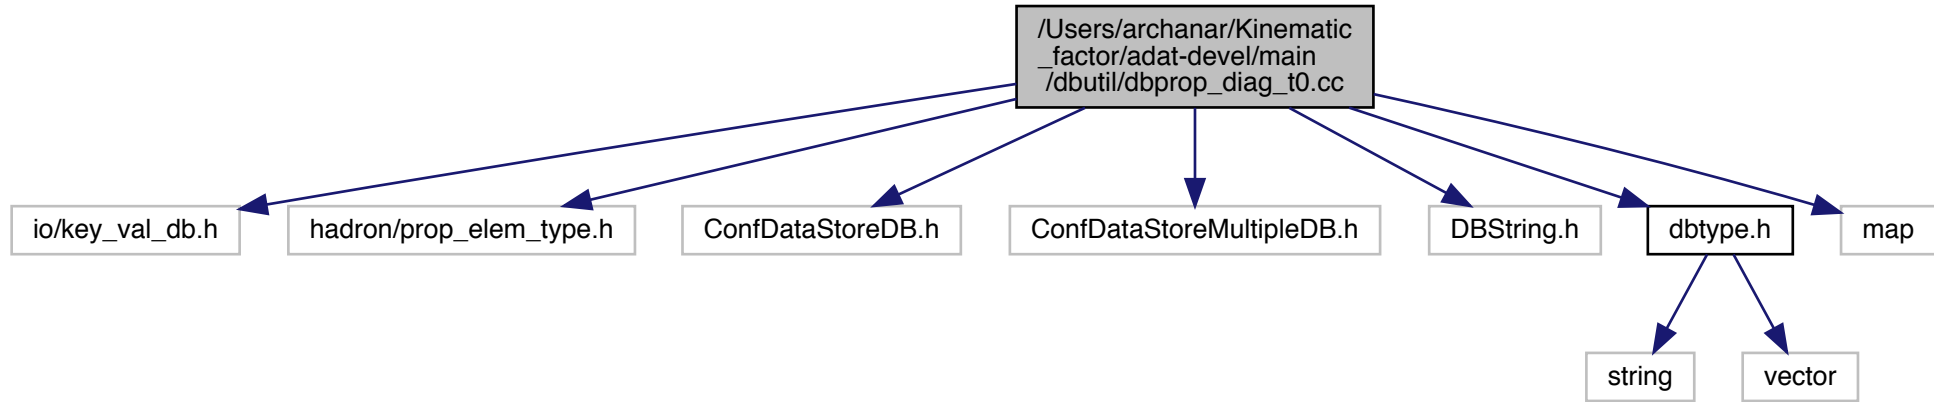 /Users/archanar/Kinematic
_factor/adat-devel/main
/dbutil/dbprop_diag_t0.cc
io/key_val_db.h
hadron/prop_elem_type.h
ConfDataStoreDB.h
ConfDataStoreMultipleDB.h
DBString.h
dbtype.h
map
string
vector